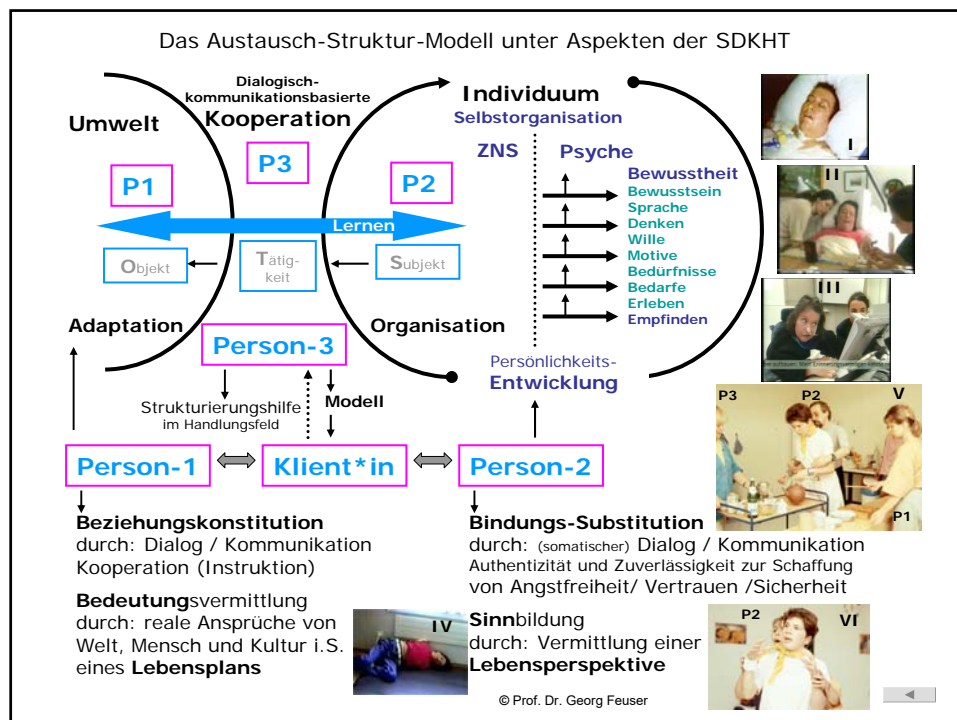 Das Austausch-Struktur-Modell unter Aspekten der SDKHT
Umwelt
Dialogisch-
kommunikationsbasierte
Kooperation
Individuum
Selbstorganisation
ZNS
Psyche
P1
P3
P2
Lernen
Objekt
Tätig-
keit
Subjekt
Bewusstheit
Bewusstsein
Sprache
Denken
Wille
Motive
Bedürfnisse
Bedarfe
Erleben
Empfinden
Adaptation
Organisation
Persönlichkeits-
Entwicklung
Person-3
Strukturierungshilfe
im Handlungsfeld
Modell
Person-1
Klient*in
Person-2
Beziehungskonstitution
durch: Dialog / Kommunikation
Kooperation (Instruktion)
Bedeutungsvermittlung
durch: reale Ansprüche von
Welt, Mensch und Kultur i.S.
eines Lebensplans
Bindungs-Substitution
durch: (somatischer) Dialog / Kommunikation
Authentizität und Zuverlässigkeit zur Schaffung
von Angstfreiheit/ Vertrauen /Sicherheit
Sinnbildung
durch: Vermittlung einer
Lebensperspektive
I
II
III
P3
P2
V
P1
IV
P2
VI
© Prof. Dr. Georg Feuser